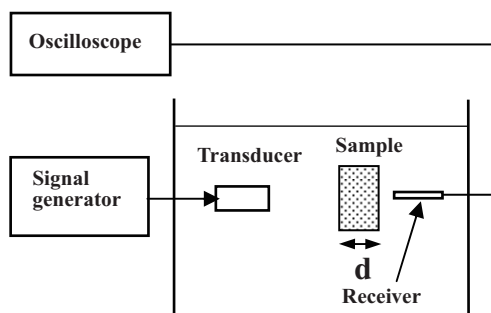 Oscilloscope
Signal
generator
Transducer
Sample
d
Receiver